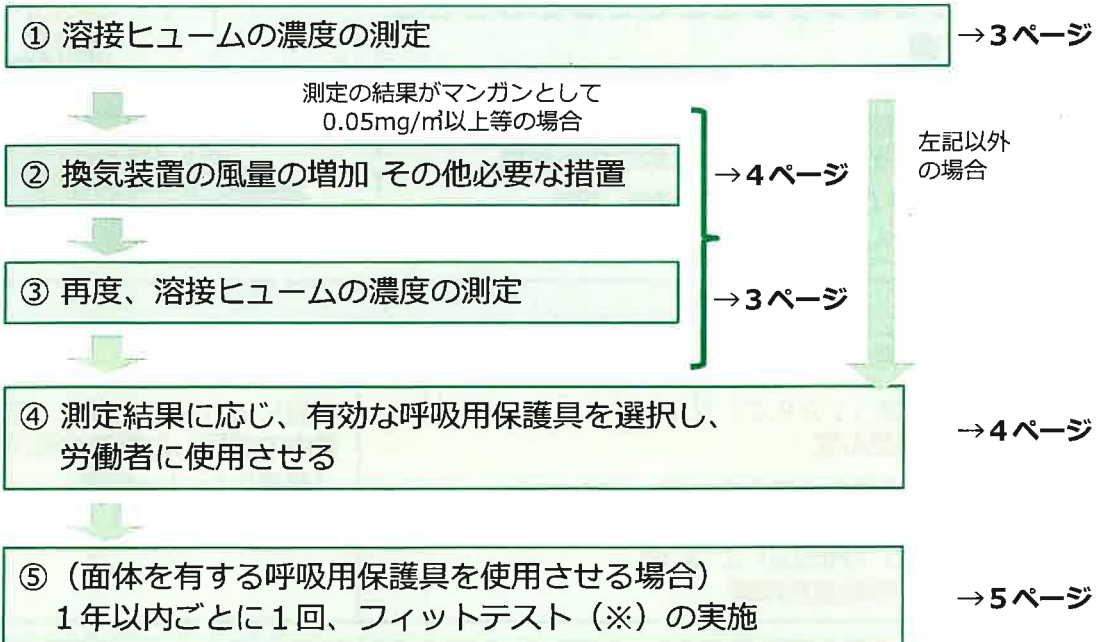 ① 溶接ヒュームの濃度の測定 →3ページ
測定の結果がマンガンとして
0.05mg/㎥以上等の場合
左記以外
の場合
② 換気装置の風量の増加 その他必要な措置 →4ページ
③ 再度、溶接ヒュームの濃度の測定 →3ページ
④ 測定結果に応じ、有効な呼吸用保護具を選択し、
労働者に使用させる →4ページ
⑤（面体を有する呼吸用保護具を使用させる場合）
1年以内ごとに1回、フィットテスト（※）の実施 →5ページ